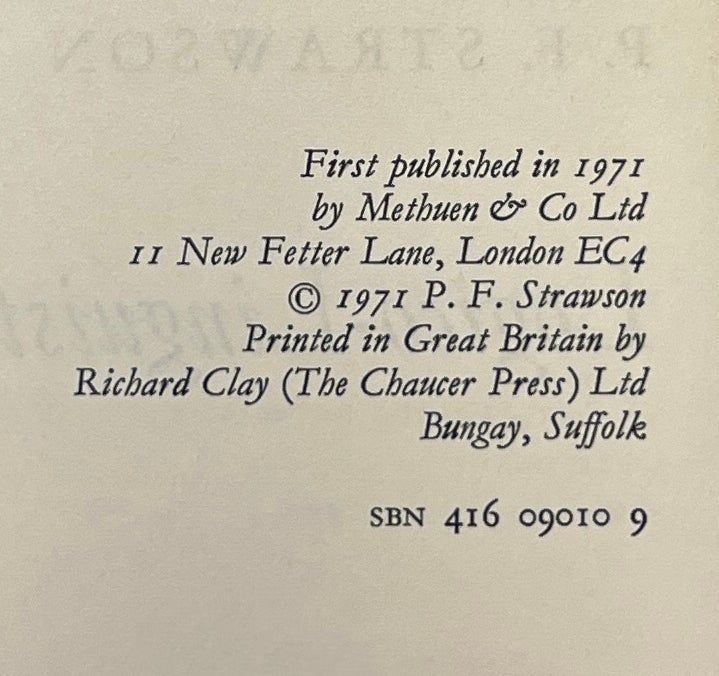 P. F. STRAWSON
First published in 1971
by Methuen & Co Ltd
11 New Fetter Lane, London EC4
© 1971 P. F. Strawson
Printed in Great Britain by
Richard Clay (The Chaucer Press) Ltd
Bungay, Suffolk
SBN 416 09010 9